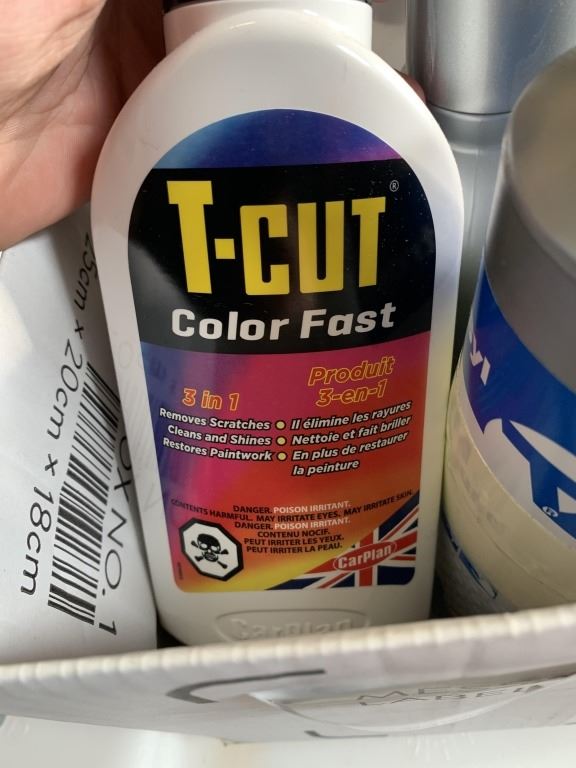 T-CUT®
Color Fast
3 in 1
Removes Scratches
Cleans and Shines
Restores Paintwork
Produit
3-en-1
Il élimine les rayures
Nettoie et fait briller
En plus de restaurer
la peinture
DANGER. POISON IRRITANT.
CONTENTS HARMFUL. MAY IRRITATE EYES. MAY IRRITATE SKIN.
DANGER. POISON IRRITANT.
CONTENU NOCIF.
PEUT IRRITER LES YEUX.
PEUT IRRITER LA PEAU.
CarPlan
CarPlan
25cm x 20cm x 18cm
BOX NO. 1